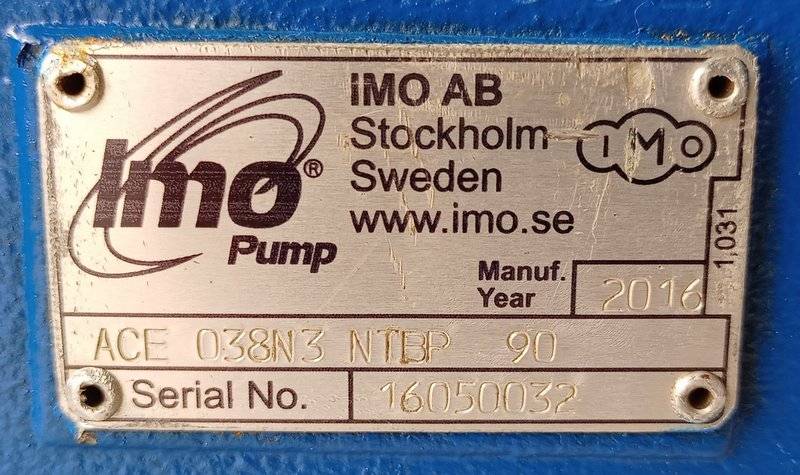 Imo®
Pump
IMO AB
Stockholm
Sweden
www.imo.se
IMO
Manuf.
Year
2016
1,031
ACE 038N3 NTBP 90
Serial No.
16050032